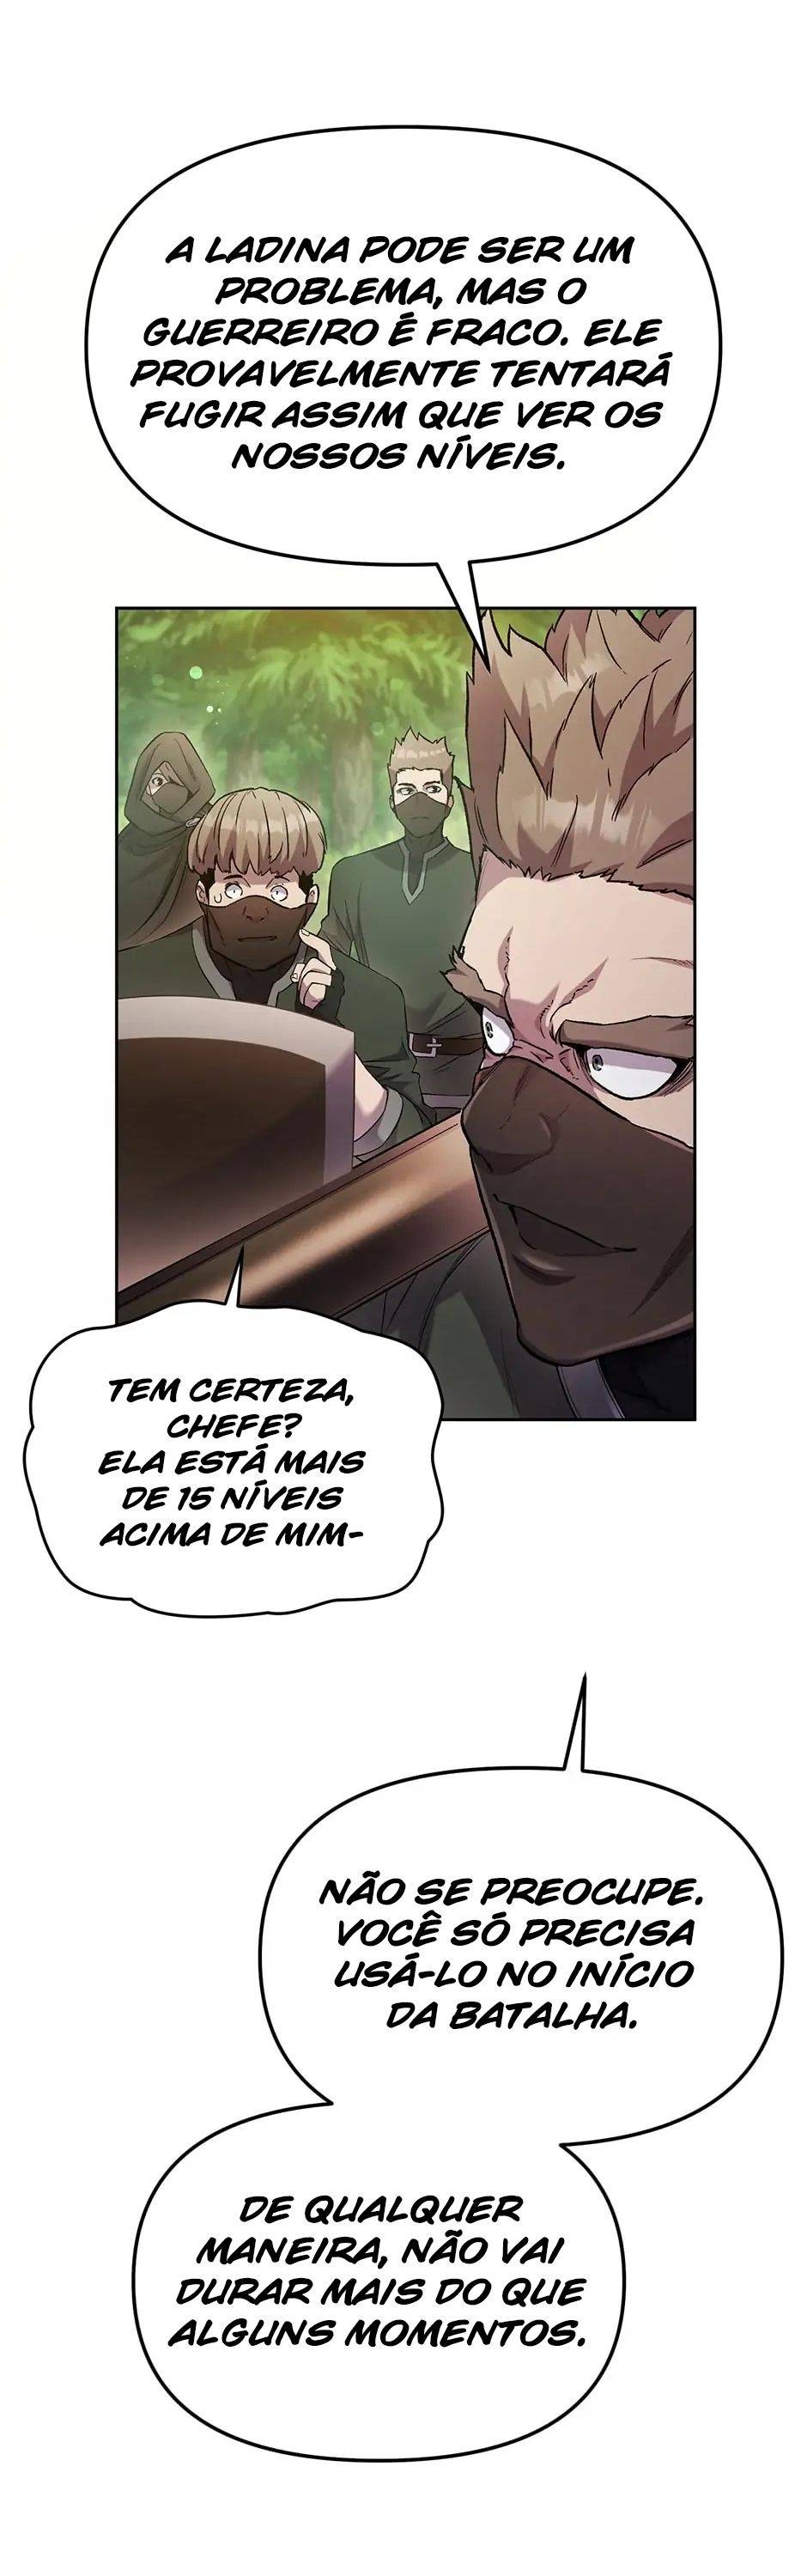 A LADINA PODE SER UM
PROBLEMA, MAS O
GUERREIRO É FRACO. ELE
PROVAVELMENTE TENTARÁ
FUGIR ASSIM QUE VER OS
NOSSOS NÍVEIS.
TEM CERTEZA,
CHEFE?
ELA ESTÁ MAIS
DE 15 NÍVEIS
ACIMA DE MIM-
NÃO SE PREOCUPE.
VOCÊ SÓ PRECISA
USÁ-LO NO INÍCIO
DA BATALHA.
DE QUALQUER
MANEIRA, NÃO VAI
DURAR MAIS DO QUE
ALGUNS MOMENTOS.